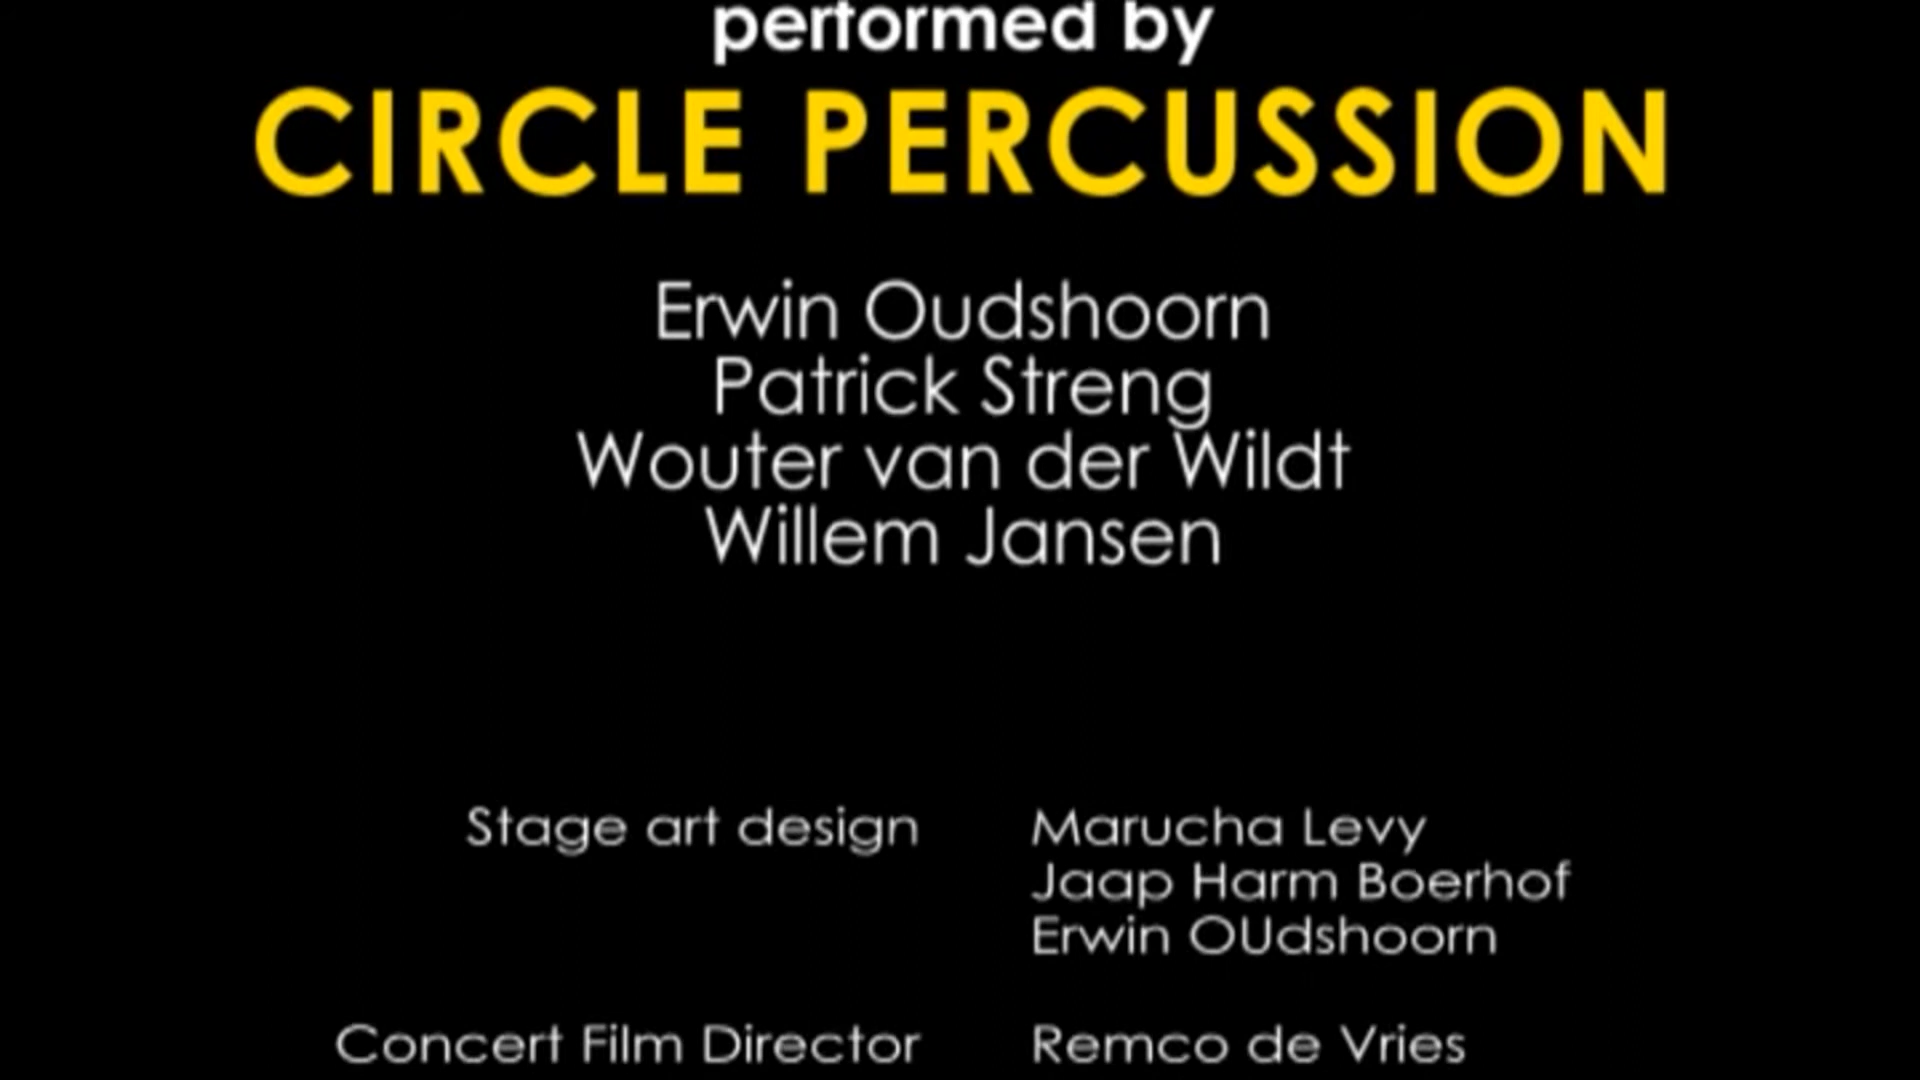 performed by
CIRCLE PERCUSSION
Erwin Oudshoorn
Patrick Streng
Wouter van der Wildt
Willem Jansen
Stage art design Marucha Levy
Jaap Harm Boerhof
Erwin OUdshoorn
Concert Film Director Remco de Vries